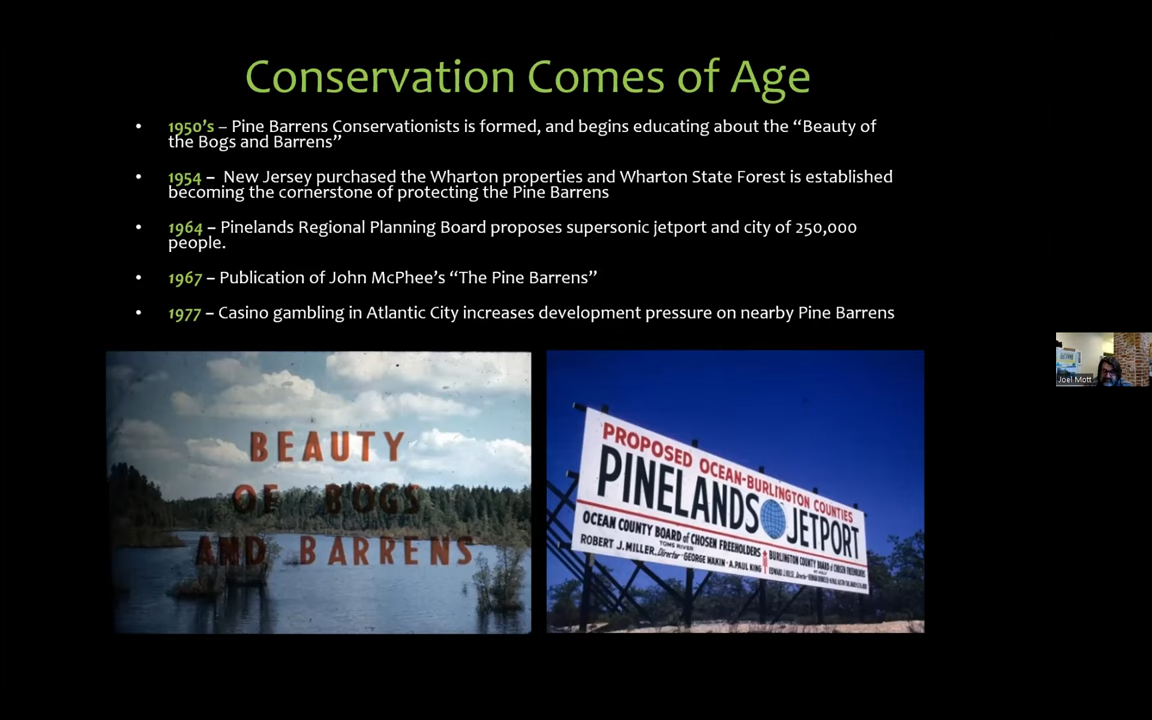 Conservation Comes of Age
• 1950's – Pine Barrens Conservationists is formed, and begins educating about the “Beauty of
the Bogs and Barrens”
• 1954 – New Jersey purchased the Wharton properties and Wharton State Forest is established
becoming the cornerstone of protecting the Pine Barrens
• 1964 – Pinelands Regional Planning Board proposes supersonic jetport and city of 250,000
people.
• 1967 – Publication of John McPhee's “The Pine Barrens”
• 1977 – Casino gambling in Atlantic City increases development pressure on nearby Pine Barrens
BEAUTY
OF BOGS
AND BARRENS
PROPOSED OCEAN-BURLINGTON COUNTIES
PINELANDS JETPORT
OCEAN COUNTY BOARD of CHOSEN FREEHOLDERS
TOMS RIVER
ROBERT J. MILLER, Director - GEORGE MAKIN - A. PAUL KING
BURLINGTON COUNTY BOARD of CHOSEN FREEHOLDERS
Joel Mott